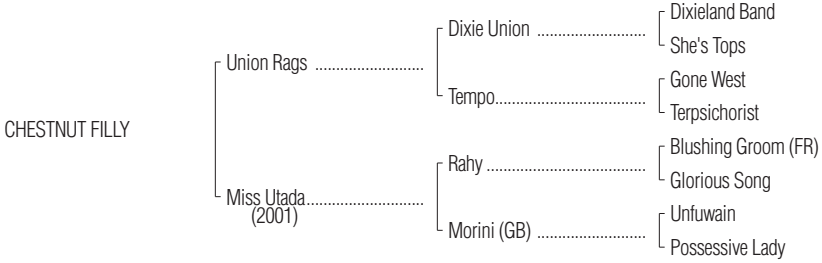 Dixieland Band
Dixie Union ..........................
She's Tops
Union Rags ..........................
Gone West
Tempo....................................
Terpsichorist
CHESTNUT FILLY
Blushing Groom (FR)
Rahy ......................................
Glorious Song
Miss Utada............................
(2001)
Unfuwain
Morini (GB) ..........................
Possessive Lady